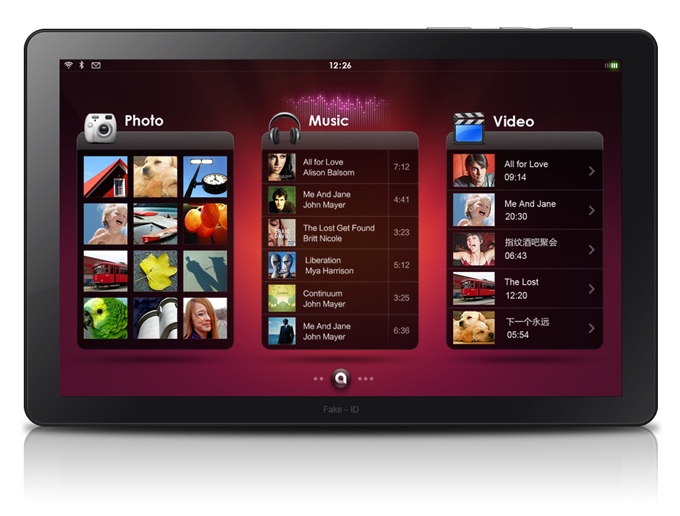 12:26
Photo
Music
All for Love
Alison Balsom
7:12
Me And Jane
John Mayer
4:41
The Lost Get Found
Britt Nicole
3:23
Liberation
Mya Harrison
5:12
Continuum
John Mayer
3:25
Me And Jane
John Mayer
6:36
Video
All for Love
09:14
Me And Jane
20:30
指纹酒吧聚会
06:43
The Lost
12:20
下一个永远
05:54
Fake - ID